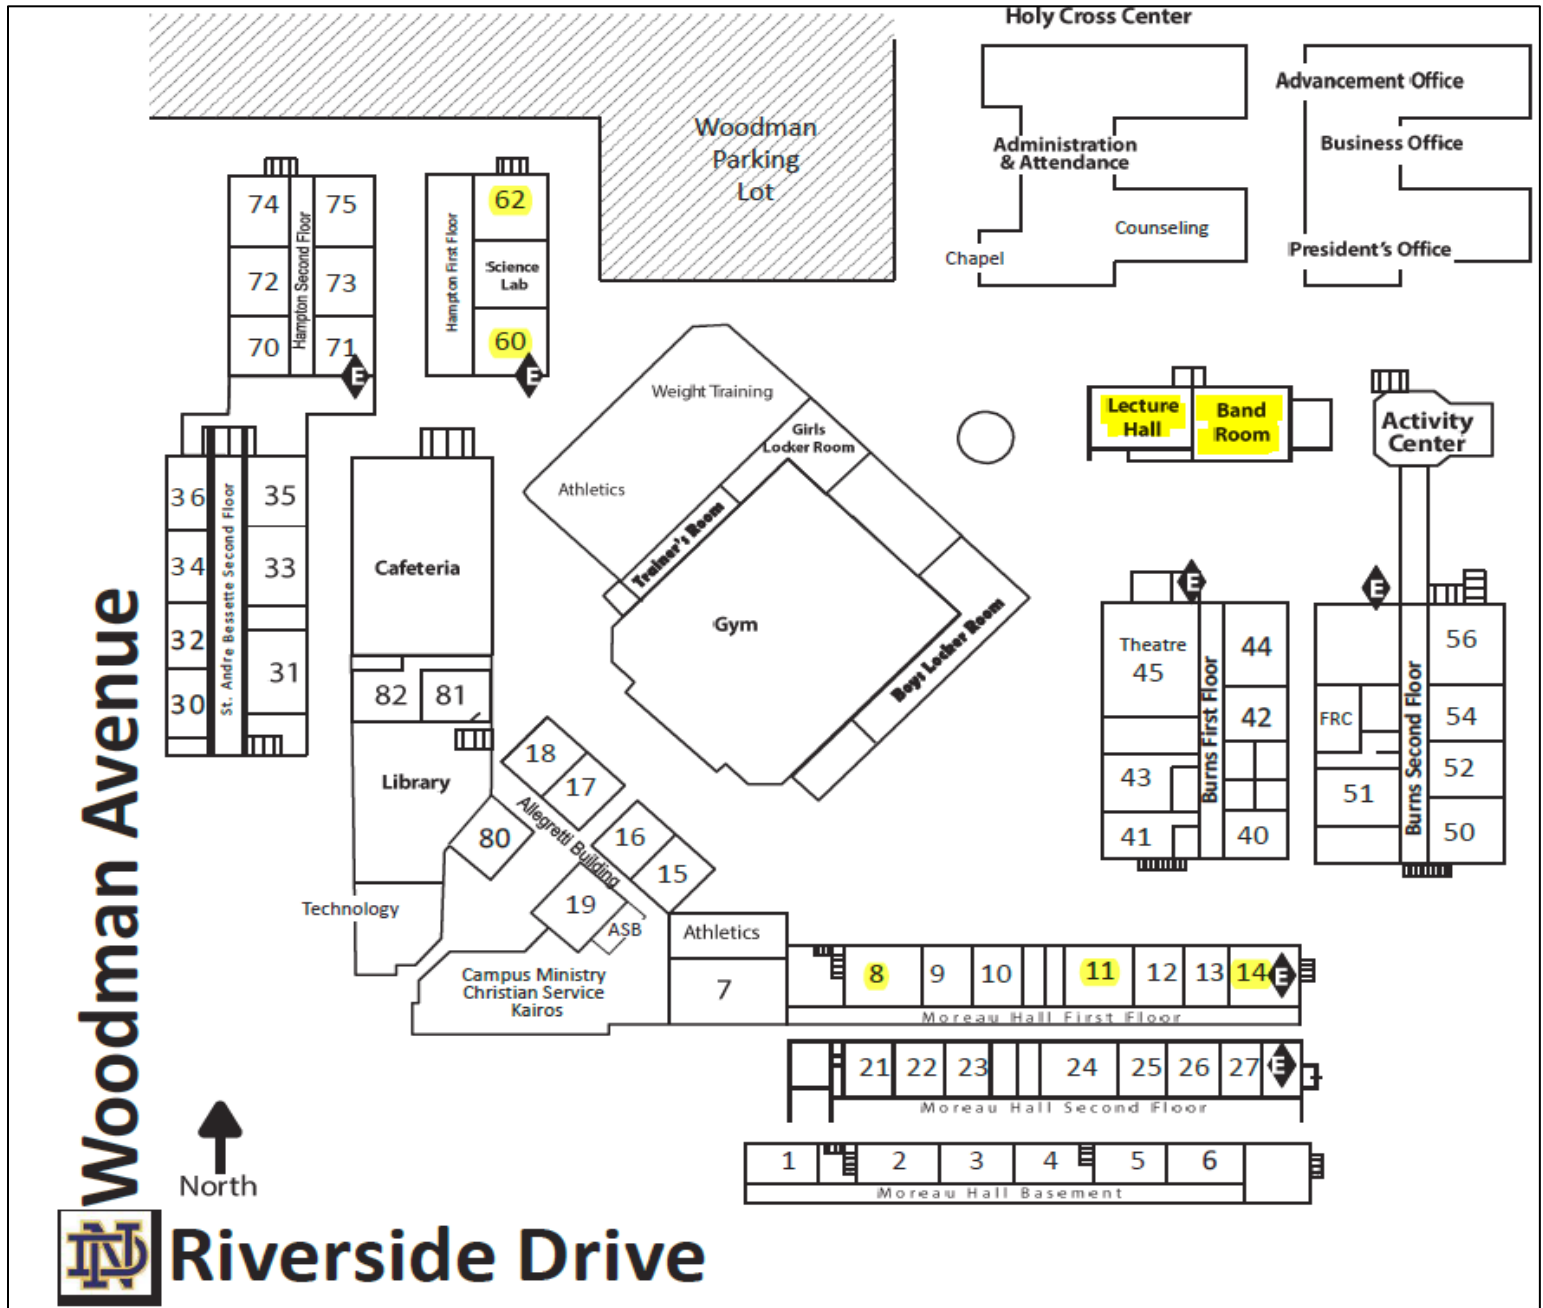 Holy Cross Center
Woodman
Parking
Lot
Administration
& Attendance
Counseling
Chapel
Advancement Office
Business Office
President's Office
74
75
72
73
70
71
Hampton Second Floor
E
62
Science
Lab
60
Hampton First Floor
E
Weight Training
Girls
Locker Room
Athletics
Trainer's Room
Gym
Boys Locker Room
Lecture
Hall
Band
Room
Activity
Center
36
35
34
33
32
31
30
St. Andre Bessette Second Floor
Cafeteria
82
81
Library
80
Technology
18
17
16
15
19
Allegretti Building
ASB
Campus Ministry
Christian Service
Kairos
Athletics
7
E
Theatre
45
44
42
43
41
40
Burns First Floor
E
56
FRC
54
52
51
50
Burns Second Floor
8
9
10
11
12
13
14
E
Moreau Hall First Floor
21
22
23
24
25
26
27
E
Moreau Hall Second Floor
1
2
3
4
5
6
Moreau Hall Basement
Woodman Avenue
North
ND
Riverside Drive